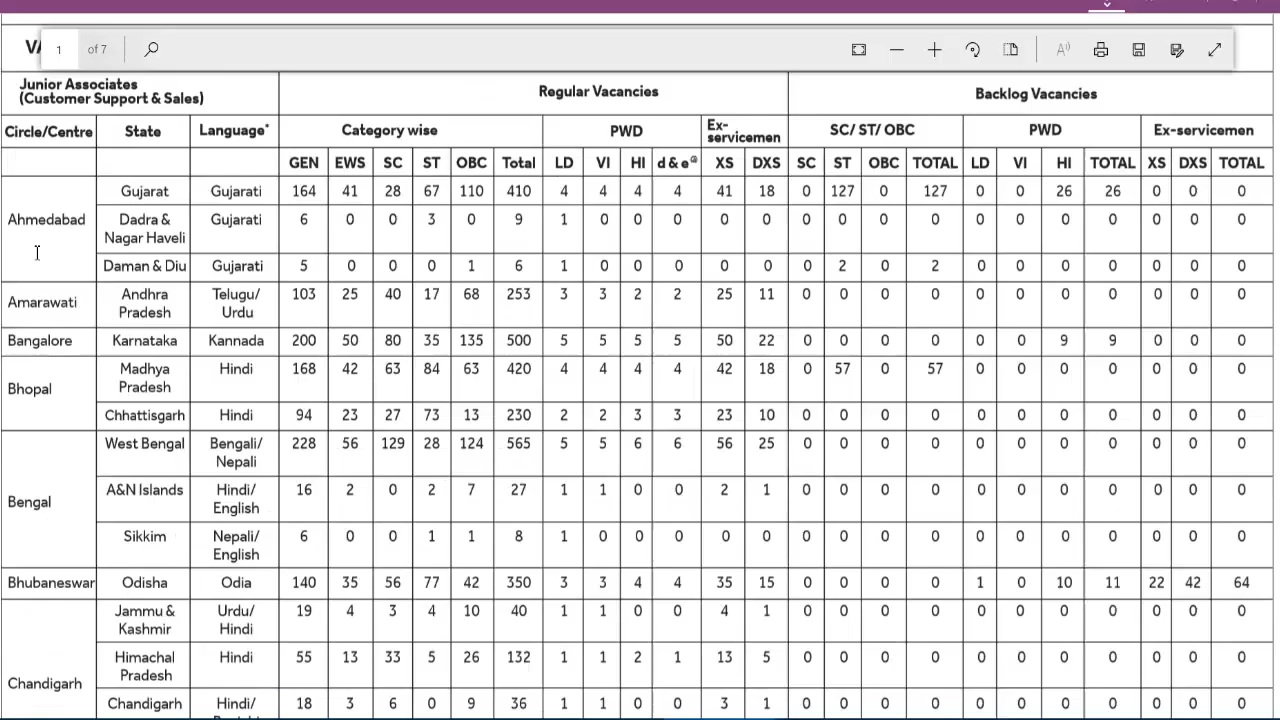 VA
1 of 7
Junior Associates
(Customer Support & Sales) Regular Vacancies Backlog Vacancies
Circle/Centre State Language* Category wise PWD Ex-servicemen SC/ ST/ OBC PWD Ex-servicemen
GEN EWS SC ST OBC Total LD VI HI d & e@ XS DXS SC ST OBC TOTAL LD VI HI TOTAL XS DXS TOTAL
Ahmedabad
Gujarat Gujarati 164 41 28 67 110 410 4 4 4 4 41 18 0 127 0 127 0 0 26 26 0 0 0
Dadra &
Nagar Haveli Gujarati 6 0 0 3 0 9 1 0 0 0 0 0 0 0 0 0 0 0 0 0 0 0 0
Daman & Diu Gujarati 5 0 0 0 1 6 1 0 0 0 0 0 0 2 0 2 0 0 0 0 0 0 0
Amarawati Andhra
Pradesh Telugu/
Urdu 103 25 40 17 68 253 3 3 2 2 25 11 0 0 0 0 0 0 0 0 0 0 0
Bangalore Karnataka Kannada 200 50 80 35 135 500 5 5 5 5 50 22 0 0 0 0 0 0 9 9 0 0 0
Bhopal
Madhya
Pradesh Hindi 168 42 63 84 63 420 4 4 4 4 42 18 0 57 0 57 0 0 0 0 0 0 0
Chhattisgarh Hindi 94 23 27 73 13 230 2 2 3 3 23 10 0 0 0 0 0 0 0 0 0 0 0
Bengal
West Bengal Bengali/
Nepali 228 56 129 28 124 565 5 5 6 6 56 25 0 0 0 0 0 0 0 0 0 0 0
A&N Islands Hindi/
English 16 2 0 2 7 27 1 1 0 0 2 1 0 0 0 0 0 0 0 0 0 0 0
Sikkim Nepali/
English 6 0 0 1 1 8 1 0 0 0 0 0 0 0 0 0 0 0 0 0 0 0 0
Bhubaneswar Odisha Odia 140 35 56 77 42 350 3 3 4 4 35 15 0 0 0 0 1 0 10 11 22 42 64
Chandigarh
Jammu &
Kashmir Urdu/
Hindi 19 4 3 4 10 40 1 1 0 0 4 1 0 0 0 0 0 0 0 0 0 0 0
Himachal
Pradesh Hindi 55 13 33 5 26 132 1 1 2 1 13 5 0 0 0 0 0 0 0 0 0 0 0
Chandigarh Hindi/ 18 3 6 0 9 36 1 1 0 0 3 1 0 0 0 0 0 0 0 0 0 0 0